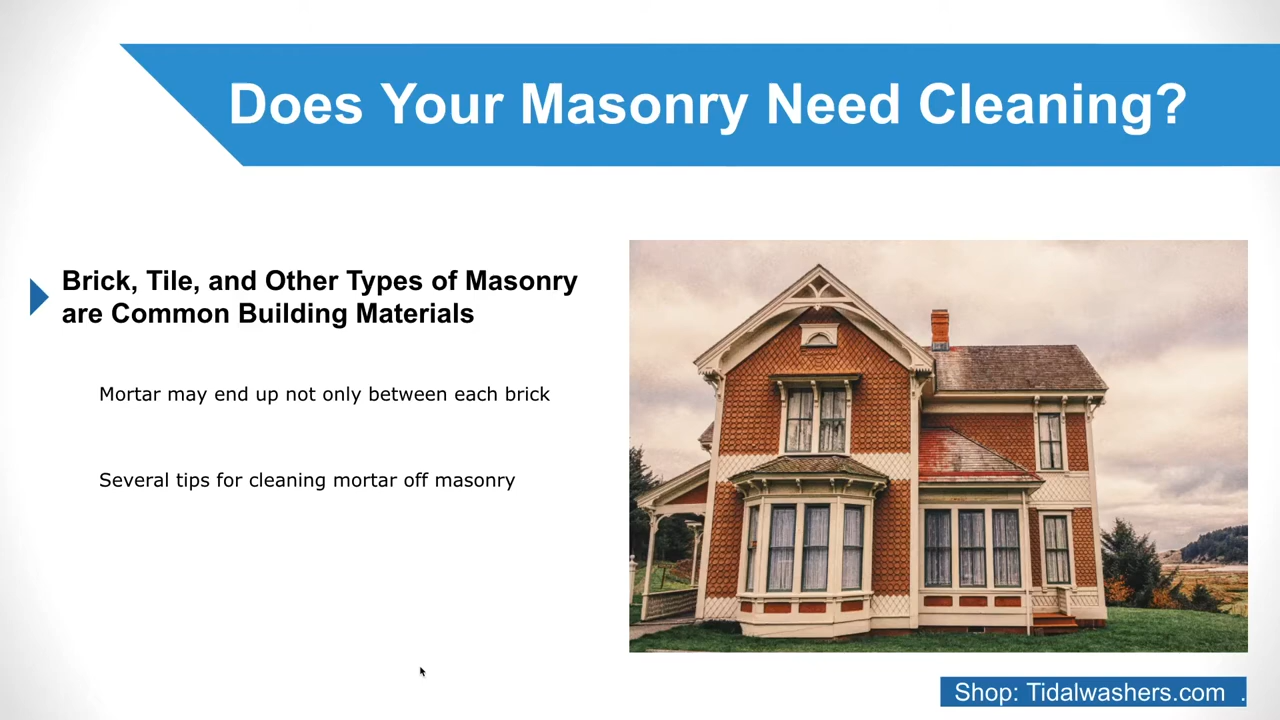 Does Your Masonry Need Cleaning?
Brick, Tile, and Other Types of Masonry
are Common Building Materials
Mortar may end up not only between each brick
Several tips for cleaning mortar off masonry
Shop: Tidalwashers.com .